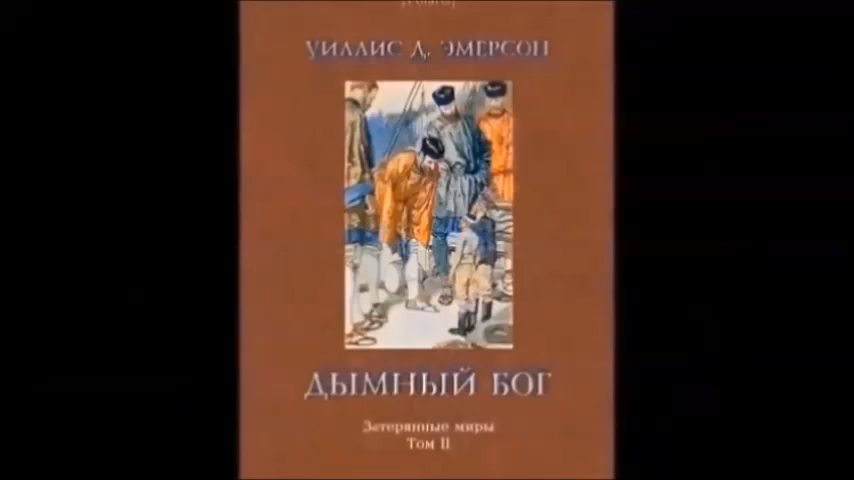 УИЛЛИС Д. ЭМЕРСОН
ДЫМНЫЙ БОГ
Затерянные миры
Том II